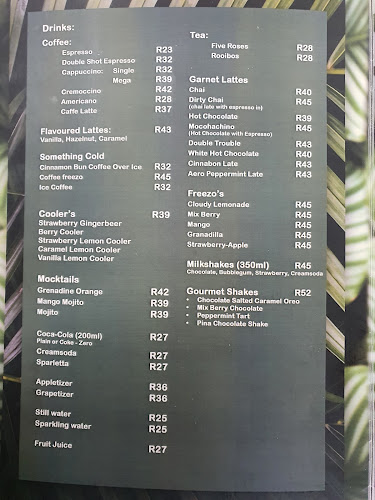 Drinks:
Coffee:
Espresso R23
Double Shot Espresso R32
Cappuccino: Single R32
Mega R39
Cremoccino R42
Americano R28
Caffe Latte R37
Flavoured Lattes: R43
Vanilla, Hazelnut, Caramel
Something Cold
Cinnamon Bun Coffee Over Ice R32
Coffee freezo R45
Ice Coffee R32
Cooler's R39
Strawberry Gingerbeer
Berry Cooler
Strawberry Lemon Cooler
Caramel Lemon Cooler
Vanilla Lemon Cooler
Mocktails
Grenadine Orange R42
Mango Mojito R39
Mojito R39
Coca-Cola (200ml) R27
Plain or Coke - Zero
Creamsoda R27
Sparletta R27
Appletizer R36
Grapetizer R36
Still water R25
Sparkling water R25
Fruit Juice R27
Tea:
Five Roses R28
Rooibos R28
Garnet Lattes
Chai R40
Dirty Chai R45
(chai late with espresso in)
Hot Chocolate R39
Mocohachino R45
(Hot Chocolate with Espresso)
Double Trouble R43
White Hot Chocolate R40
Cinnabon Late R43
Aero Peppermint Late R43
Freezo's
Cloudy Lemonade R45
Mix Berry R45
Mango R45
Granadilla R45
Strawberry-Apple R45
Milkshakes (350ml) R45
Chocolate, Bubblegum, Strawberry, Creamsoda
Gourmet Shakes R52
• Chocolate Salted Caramel Oreo
• Mix Berry Chocolate
• Peppermint Tart
• Pina Chocolate Shake